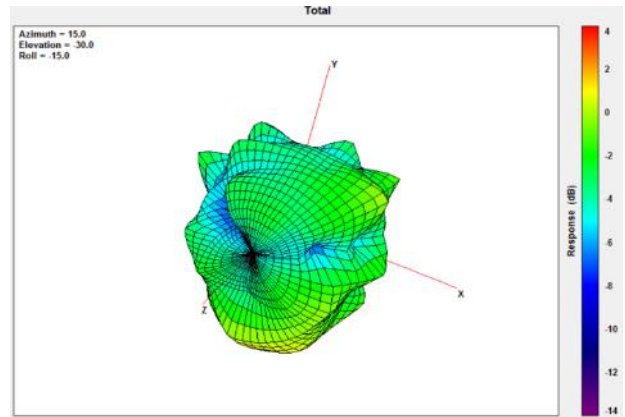 Total
Azimuth = 15.0
Elevation = -30.0
Roll = -15.0
Y
X
Z
4
2
0
-2
-4
-6
-8
-10
-12
-14
Response (dB)